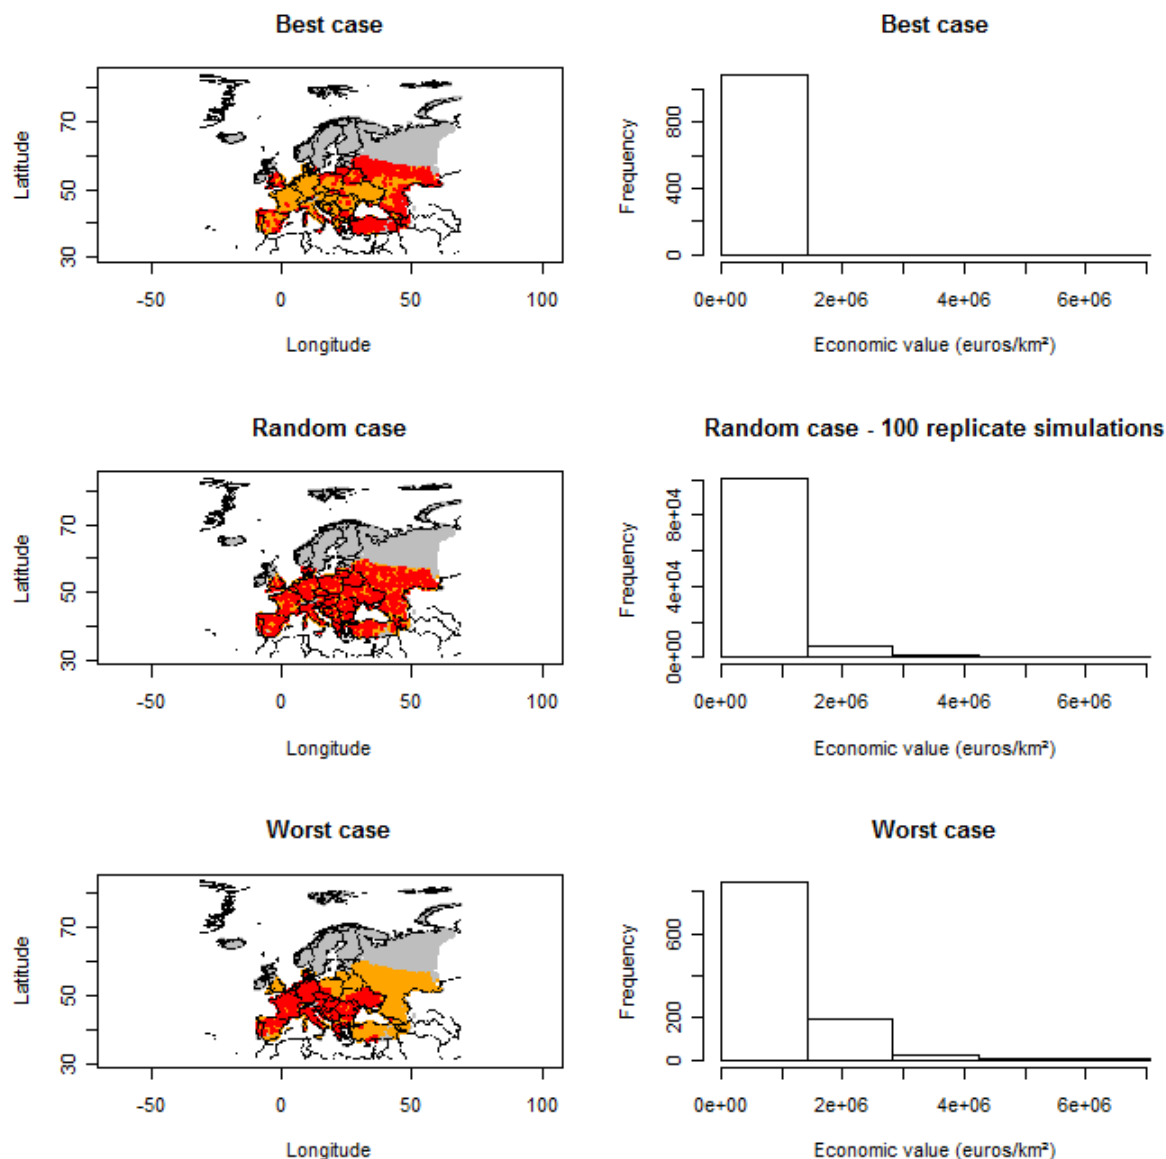 Best case
Latitude
70
50
30
-50 0 50 100
Longitude
Best case
Frequency
800
400
0
0e+00 2e+06 4e+06 6e+06
Economic value (euros/km²)
Random case
Latitude
70
50
30
-50 0 50 100
Longitude
Random case - 100 replicate simulations
Frequency
8e+04
4e+04
0e+00
0e+00 2e+06 4e+06 6e+06
Economic value (euros/km²)
Worst case
Latitude
70
50
30
-50 0 50 100
Longitude
Worst case
Frequency
600
200
0
0e+00 2e+06 4e+06 6e+06
Economic value (euros/km²)